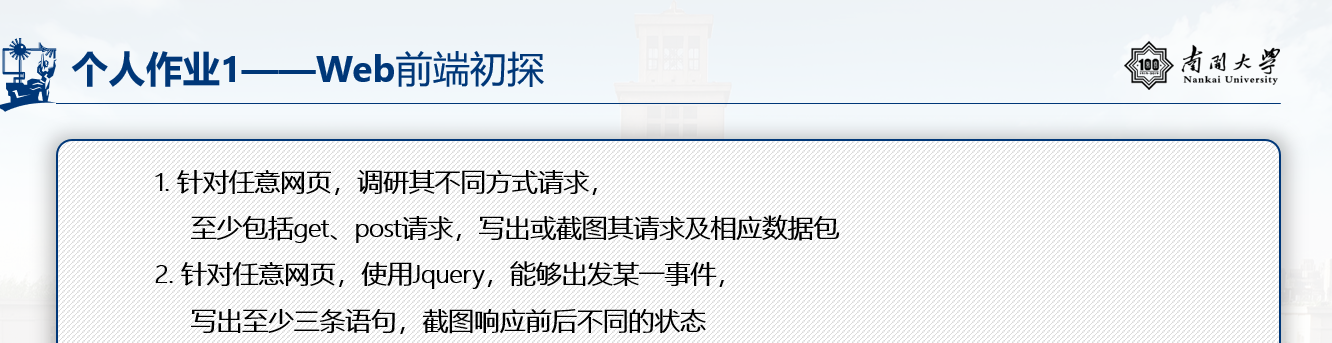 个人作业1——Web前端初探
100
南開大學
Nankai University
1. 针对任意网页，调研其不同方式请求，
至少包括get、post请求，写出或截图其请求及相应数据包
2. 针对任意网页，使用Jquery，能够出发某一事件，
写出至少三条语句，截图响应前后不同的状态